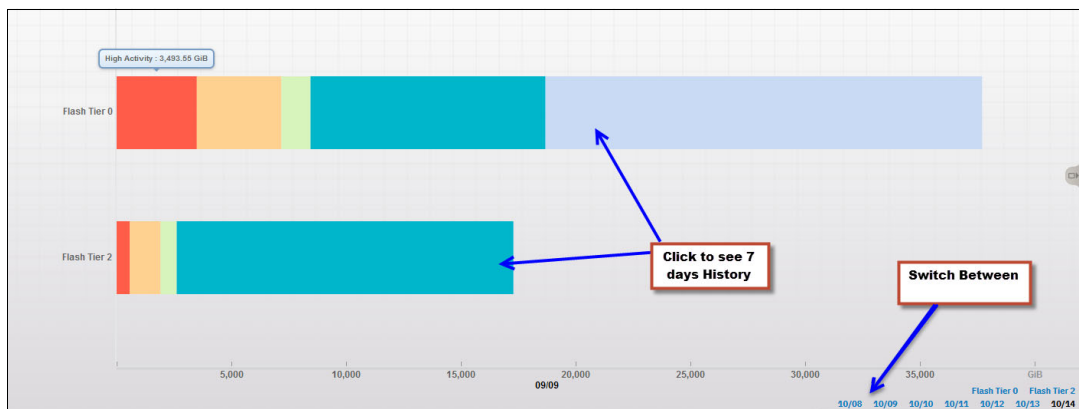 High Activity : 3,493.55 GiB
Flash Tier 0
Flash Tier 2
Click to see 7
days History
Switch Between
5,000 10,000 15,000 20,000 25,000 30,000 35,000 GiB
09/09
Flash Tier 0 Flash Tier 2
10/08 10/09 10/10 10/11 10/12 10/13 10/14